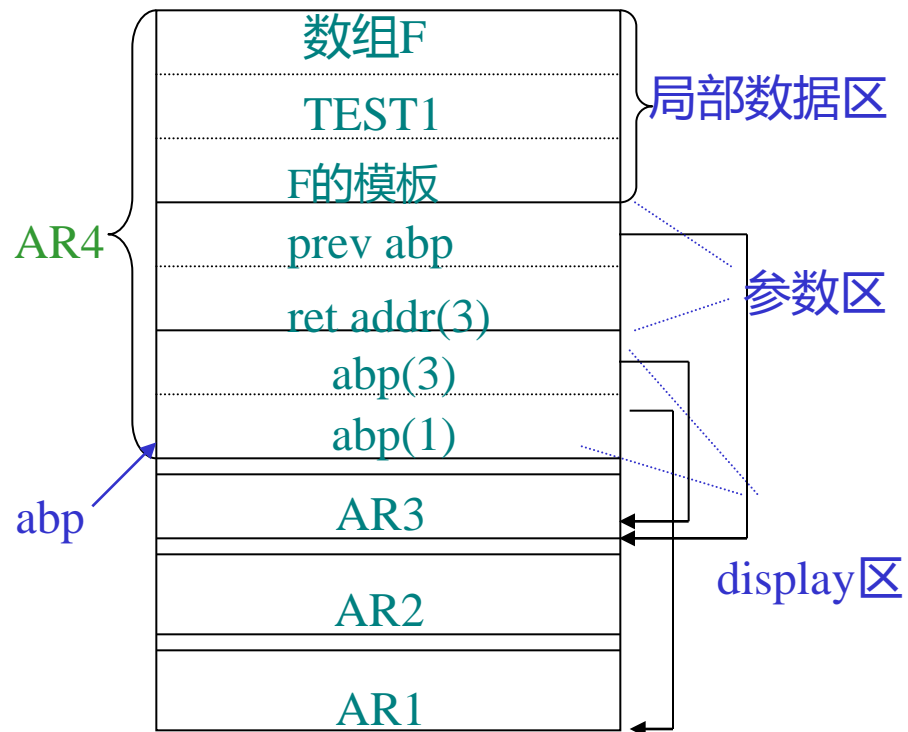 数组F
TEST1
局部数据区
F的模板
AR4
prev abp
参数区
ret addr(3)
abp(3)
abp(1)
abp
AR3
display区
AR2
AR1